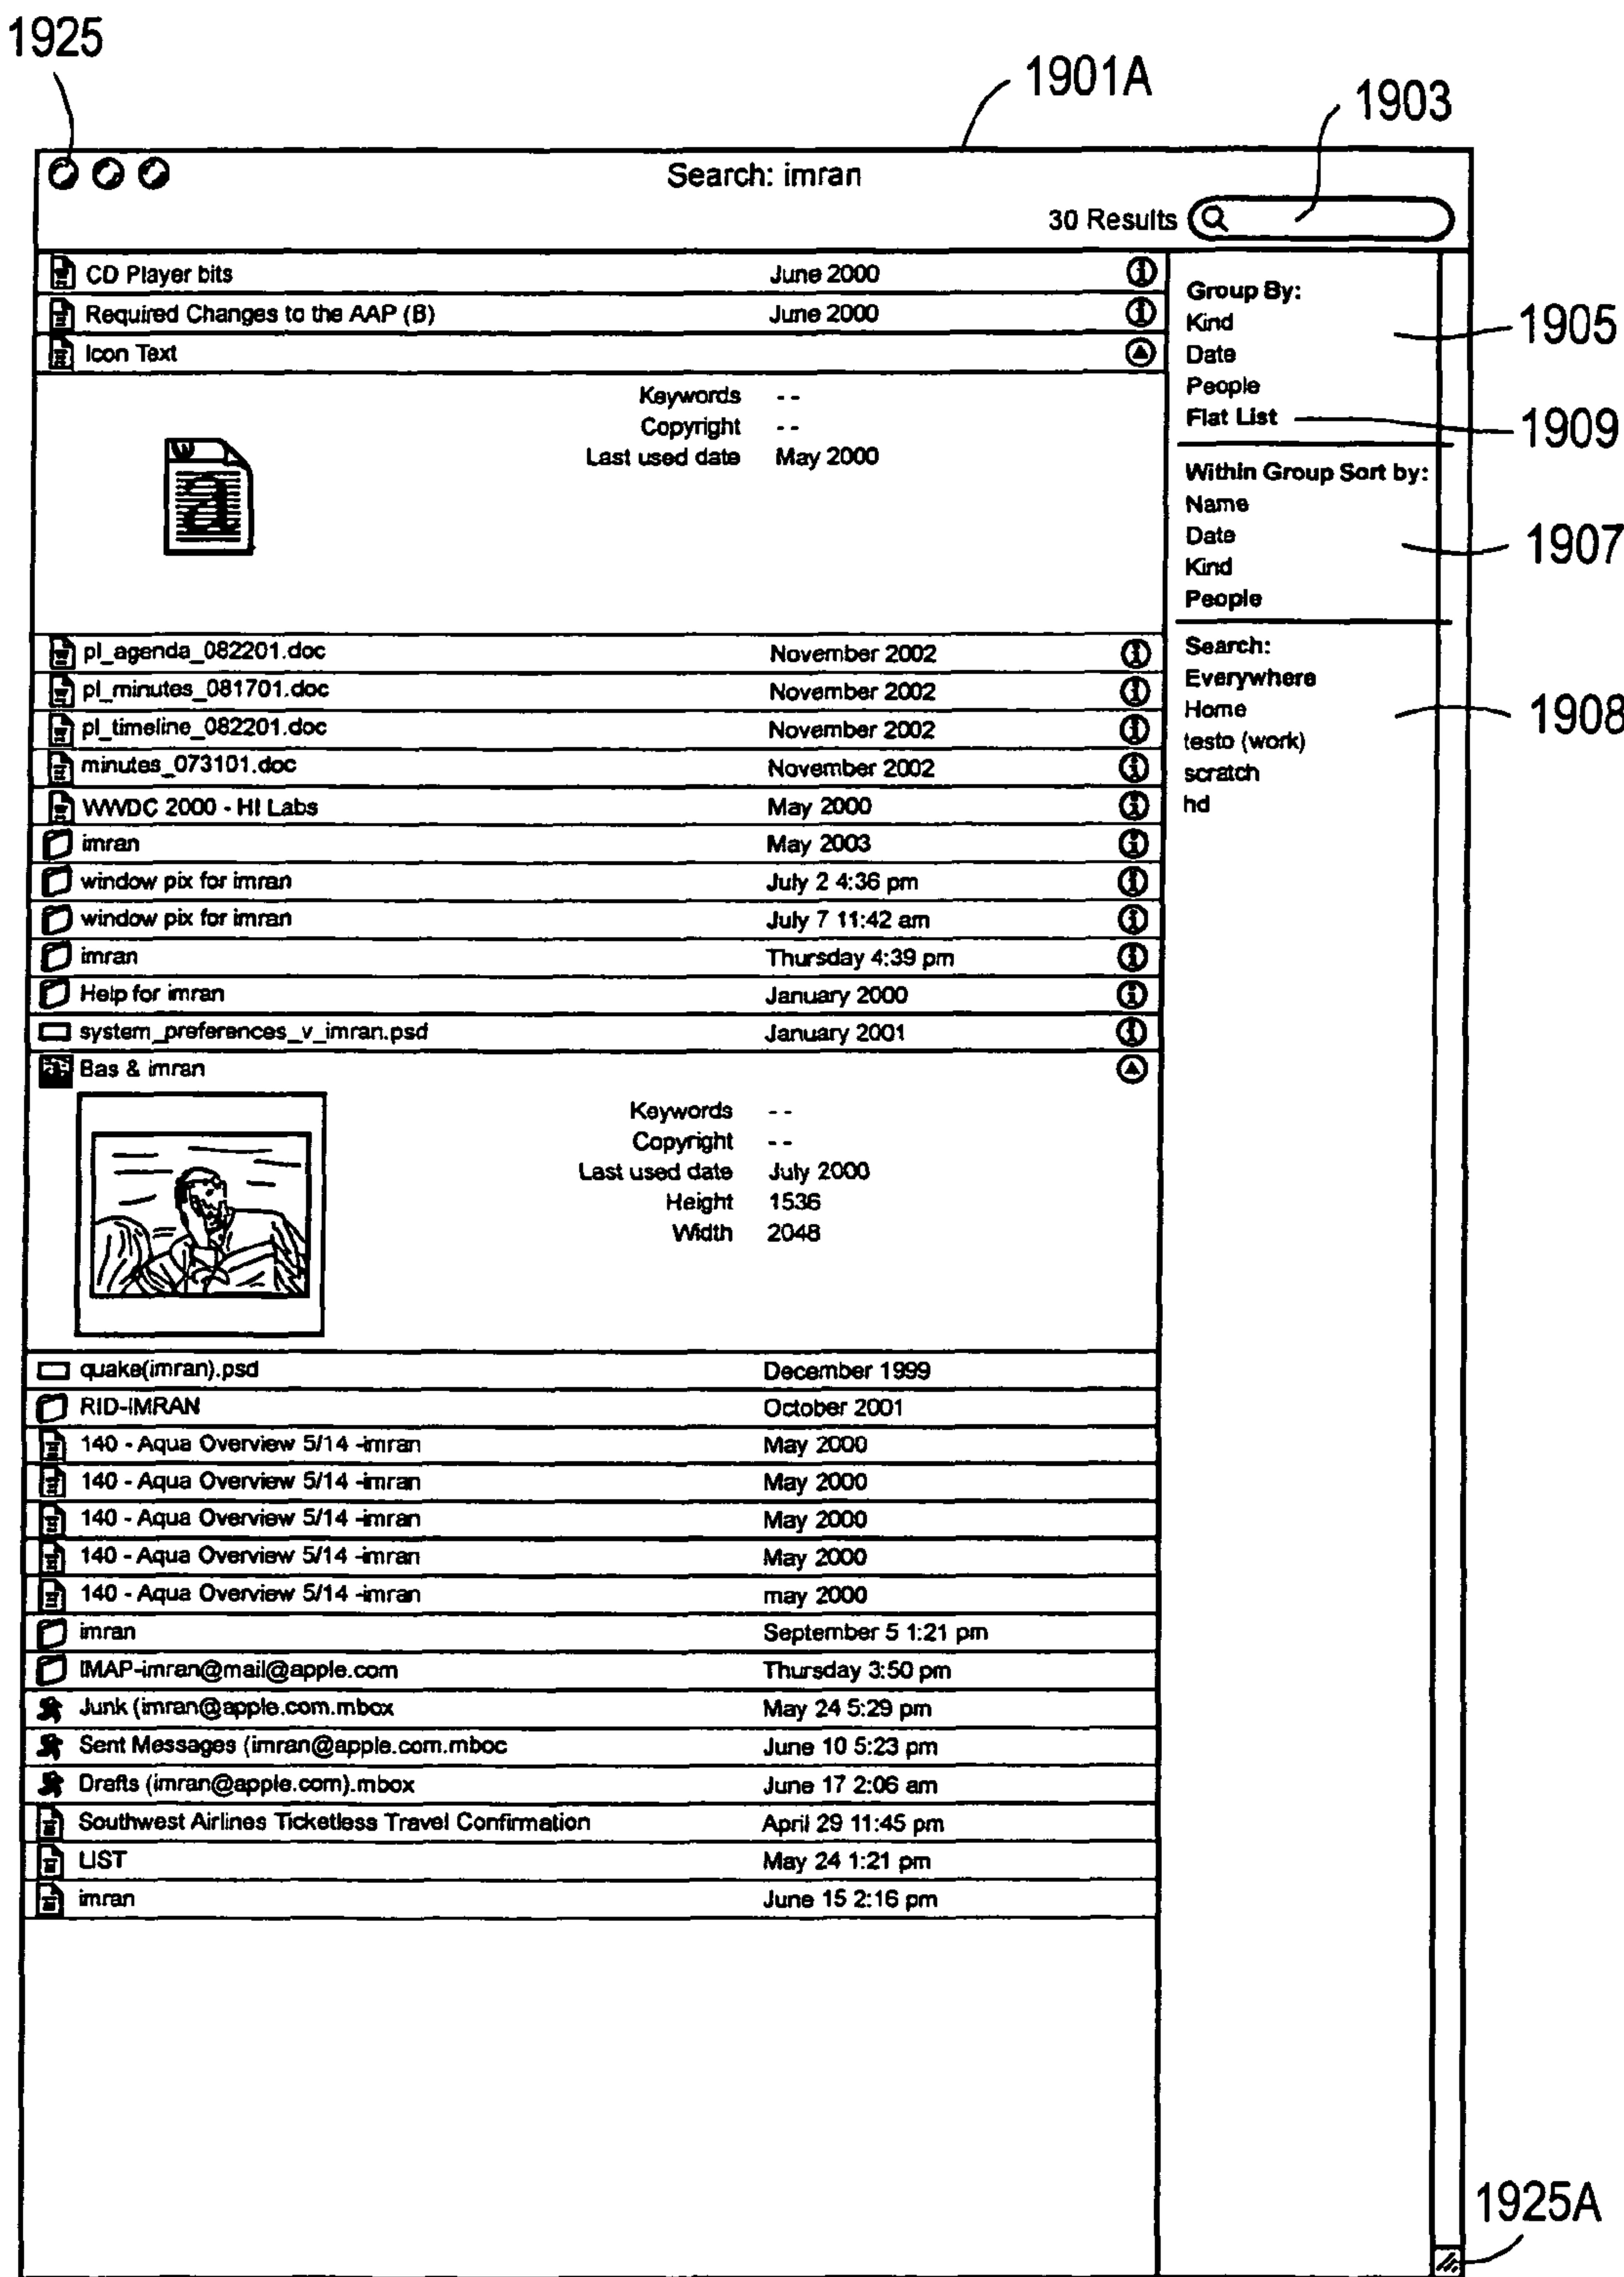 1925
1901A
1903
Search: imran
30 Results
CD Player bits June 2000
Required Changes to the AAP (B) June 2000
Icon Text
Keywords - -
Copyright - -
Last used date May 2000
pl_agenda_082201.doc November 2002
pl_minutes_081701.doc November 2002
pl_timeline_082201.doc November 2002
minutes_073101.doc November 2002
WWDC 2000 - HI Labs May 2000
imran May 2003
window pix for imran July 2 4:36 pm
window pix for imran July 7 11:42 am
imran Thursday 4:39 pm
Help for imran January 2000
system_preferences_v_imran.psd January 2001
Bas & imran
Keywords - -
Copyright - -
Last used date July 2000
Height 1536
Width 2048
quake(imran).psd December 1999
RID-IMRAN October 2001
140 - Aqua Overview 5/14 -imran May 2000
140 - Aqua Overview 5/14 -imran May 2000
140 - Aqua Overview 5/14 -imran May 2000
140 - Aqua Overview 5/14 -imran May 2000
140 - Aqua Overview 5/14 -imran may 2000
imran September 5 1:21 pm
IMAP-imran@mail@apple.com Thursday 3:50 pm
Junk (imran@apple.com.mbox May 24 5:29 pm
Sent Messages (imran@apple.com.mboc June 10 5:23 pm
Drafts (imran@apple.com).mbox June 17 2:06 am
Southwest Airlines Ticketless Travel Confirmation April 29 11:45 pm
LIST May 24 1:21 pm
imran June 15 2:16 pm
Group By:
Kind
Date
People
Flat List
Within Group Sort by:
Name
Date
Kind
People
Search:
Everywhere
Home
testo (work)
scratch
hd
1905
1909
1907
1908
1925A